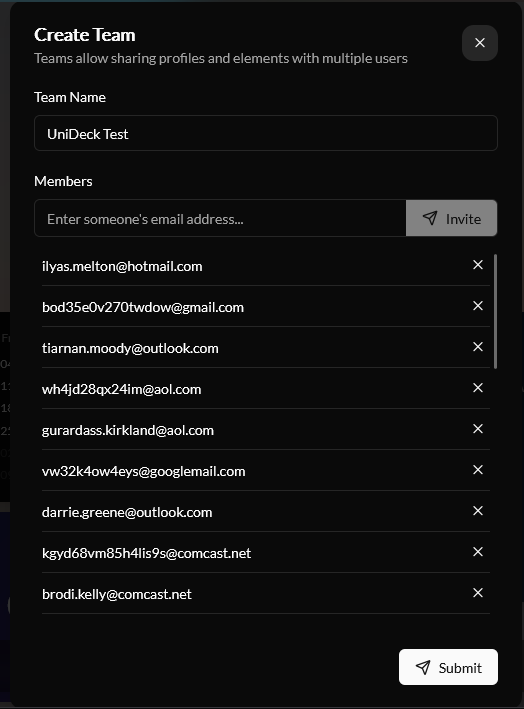 Create Team
Teams allow sharing profiles and elements with multiple users
Team Name
UniDeck Test
Members
Enter someone's email address...
Invite
ilyas.melton@hotmail.com
bod35e0v270twdow@gmail.com
tiarnan.moody@outlook.com
wh4jd28qx24im@aol.com
gurardass.kirkland@aol.com
vw32k4ow4eys@googlemail.com
darrie.greene@outlook.com
kgyd68vm85h4lis9s@comcast.net
brodi.kelly@comcast.net
Submit